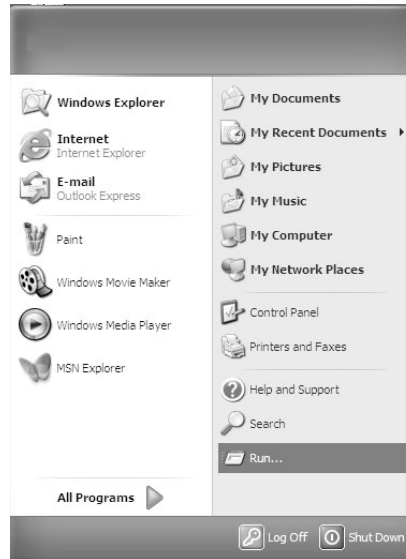 Windows Explorer
Internet
Internet Explorer
E-mail
Outlook Express
Paint
Windows Movie Maker
Windows Media Player
MSN Explorer
All Programs
My Documents
My Recent Documents
My Pictures
My Music
My Computer
My Network Places
Control Panel
Printers and Faxes
Help and Support
Search
Run...
Log Off
Shut Down